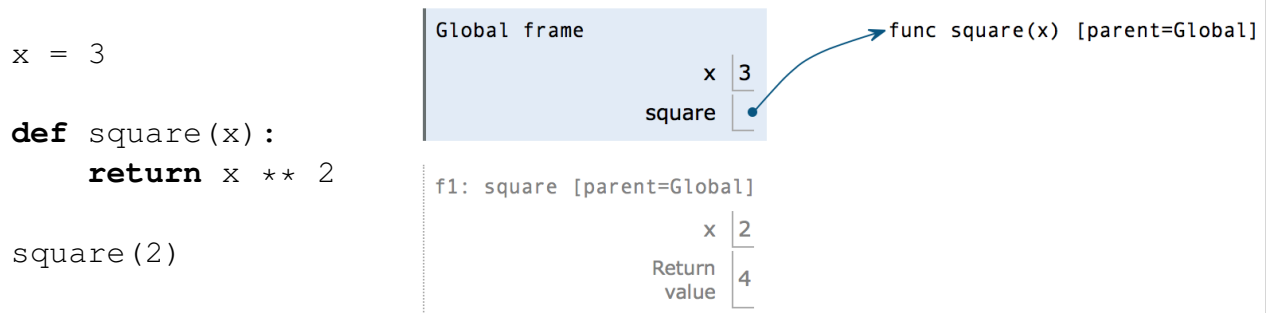 x = 3
def square(x):
    return x ** 2
square(2)
Global frame
x 3
square
func square(x) [parent=Global]
f1: square [parent=Global]
x 2
Return
value 4